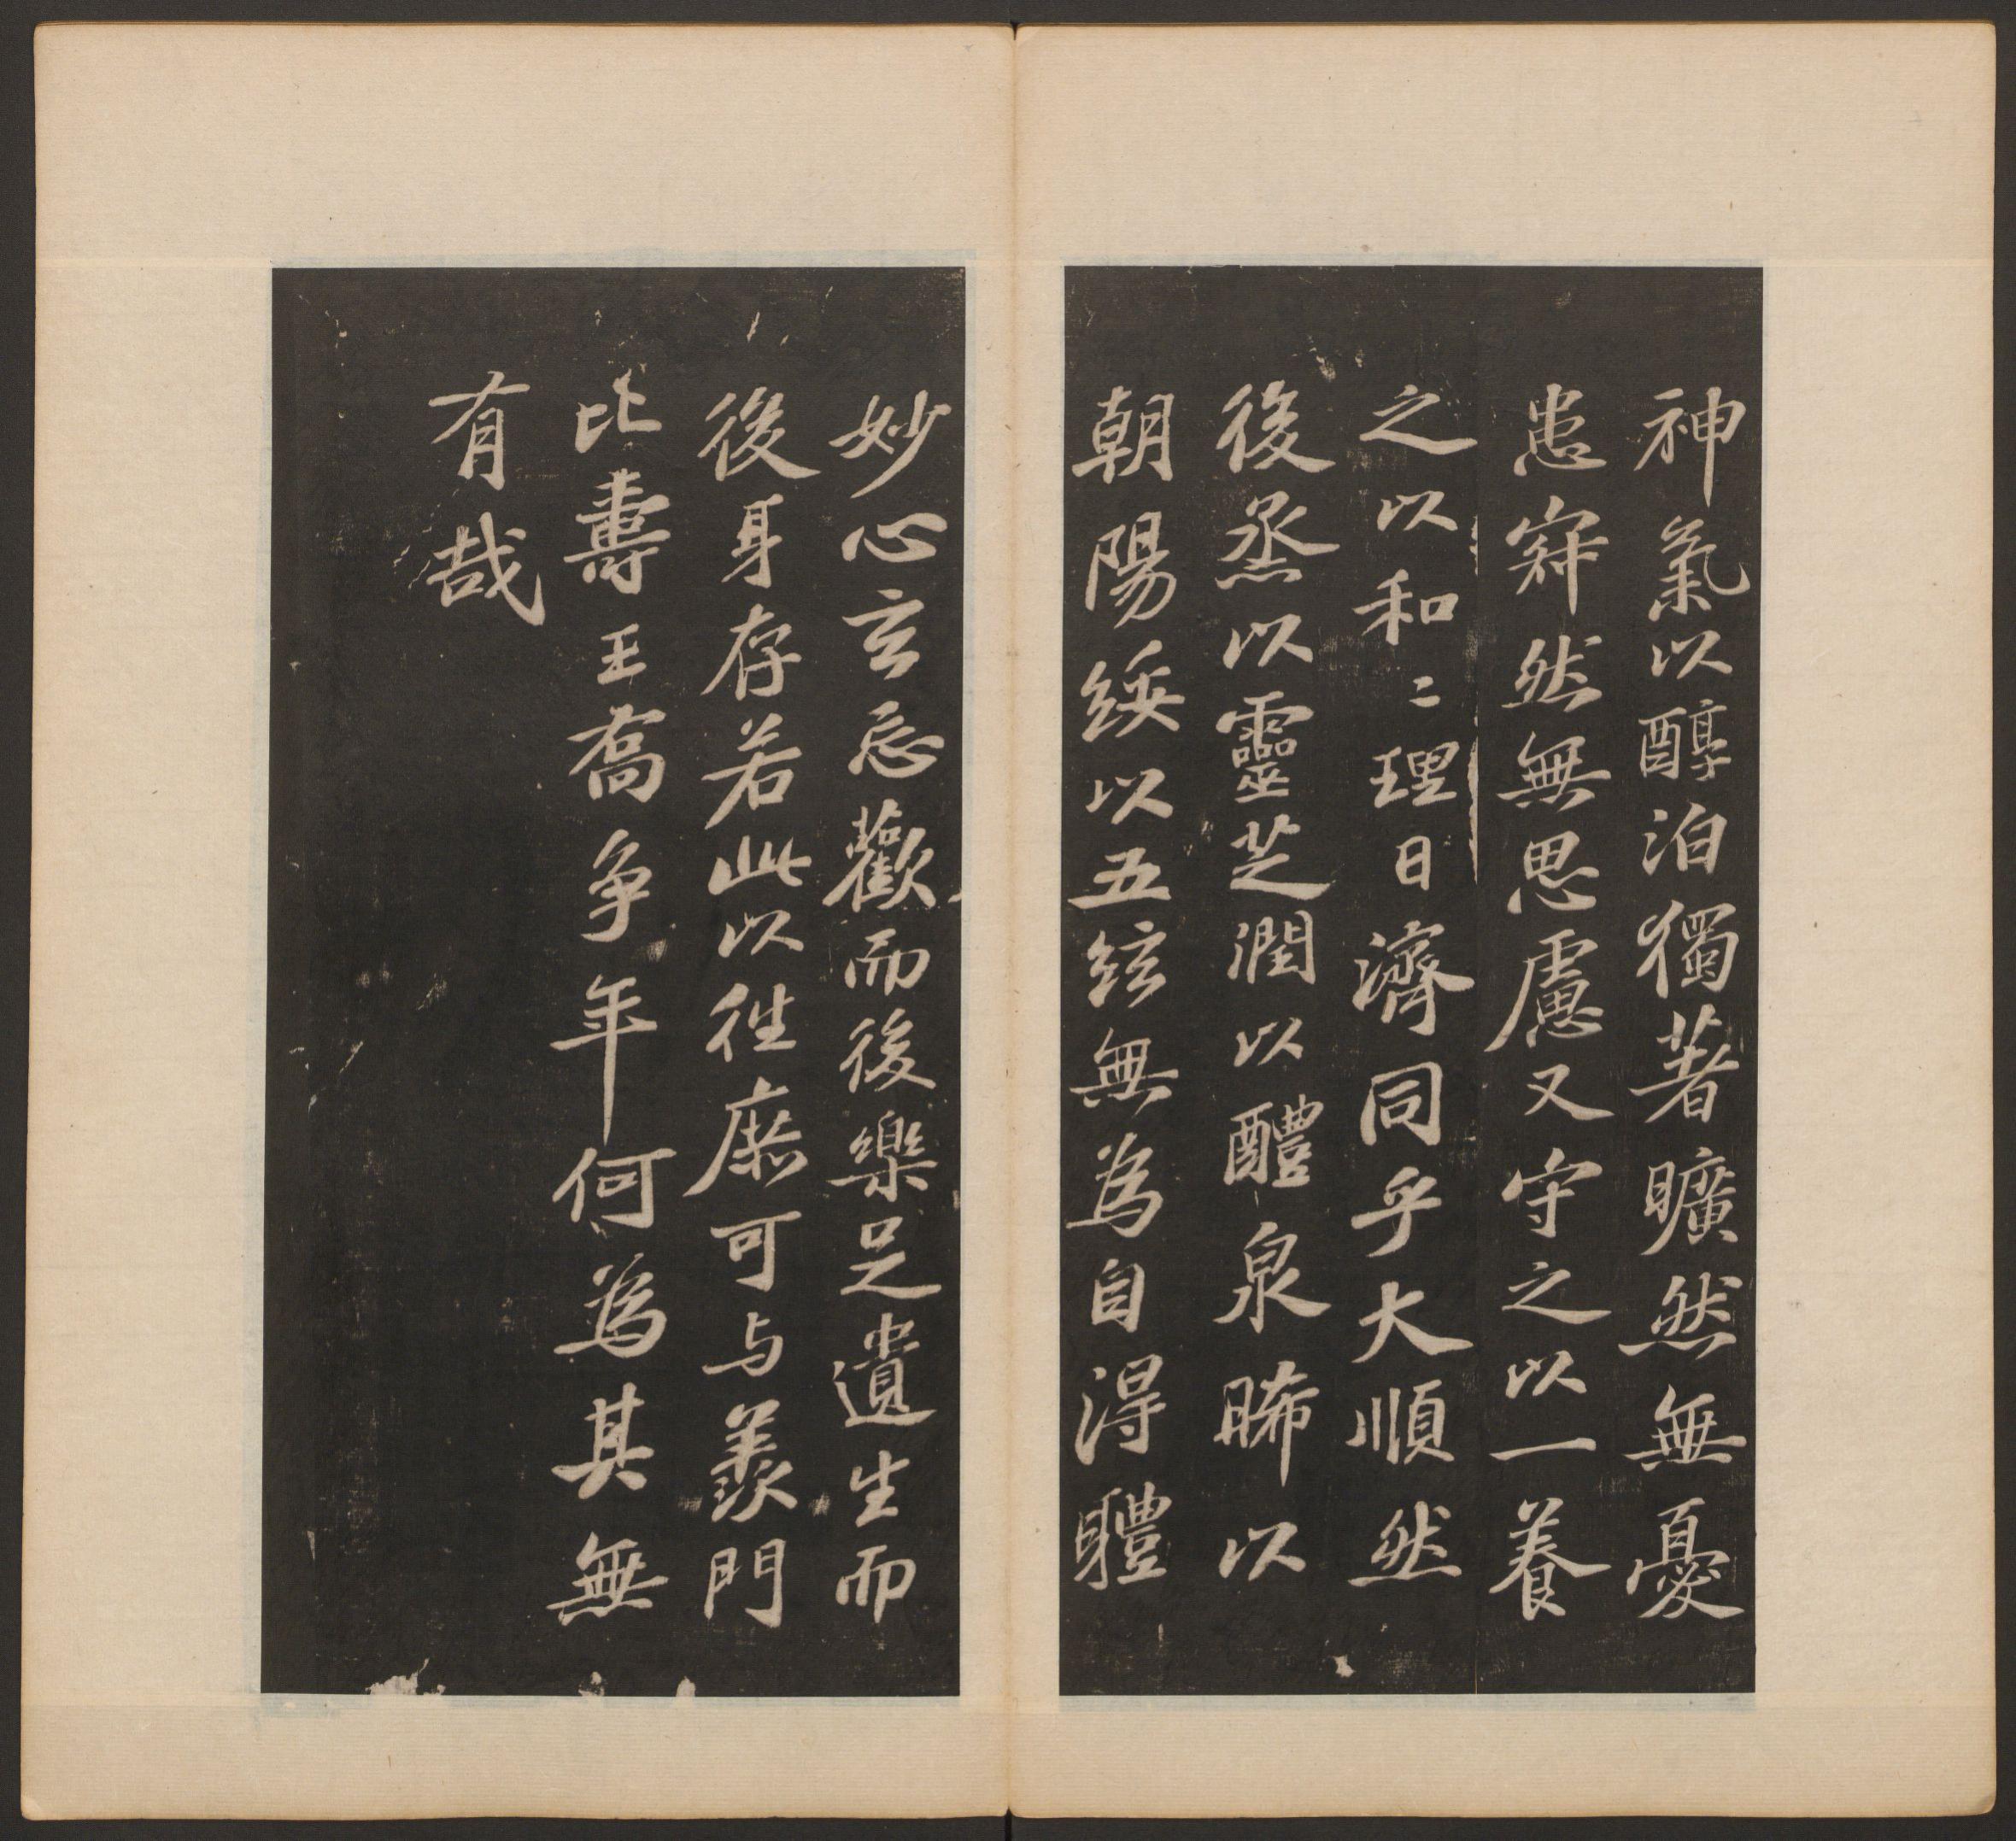 神氣以醇泊獨著曠然無憂
患寂然無思慮又守之以一養
之以和〻理日濟同乎大順然
後烝以靈芝潤以醴泉晞以
朝陽綏以五絃無為自得體
妙心玄忘歡而後樂足遺生而
後身存若此以往庶可与羨門
比壽王喬爭年何為其無
有哉